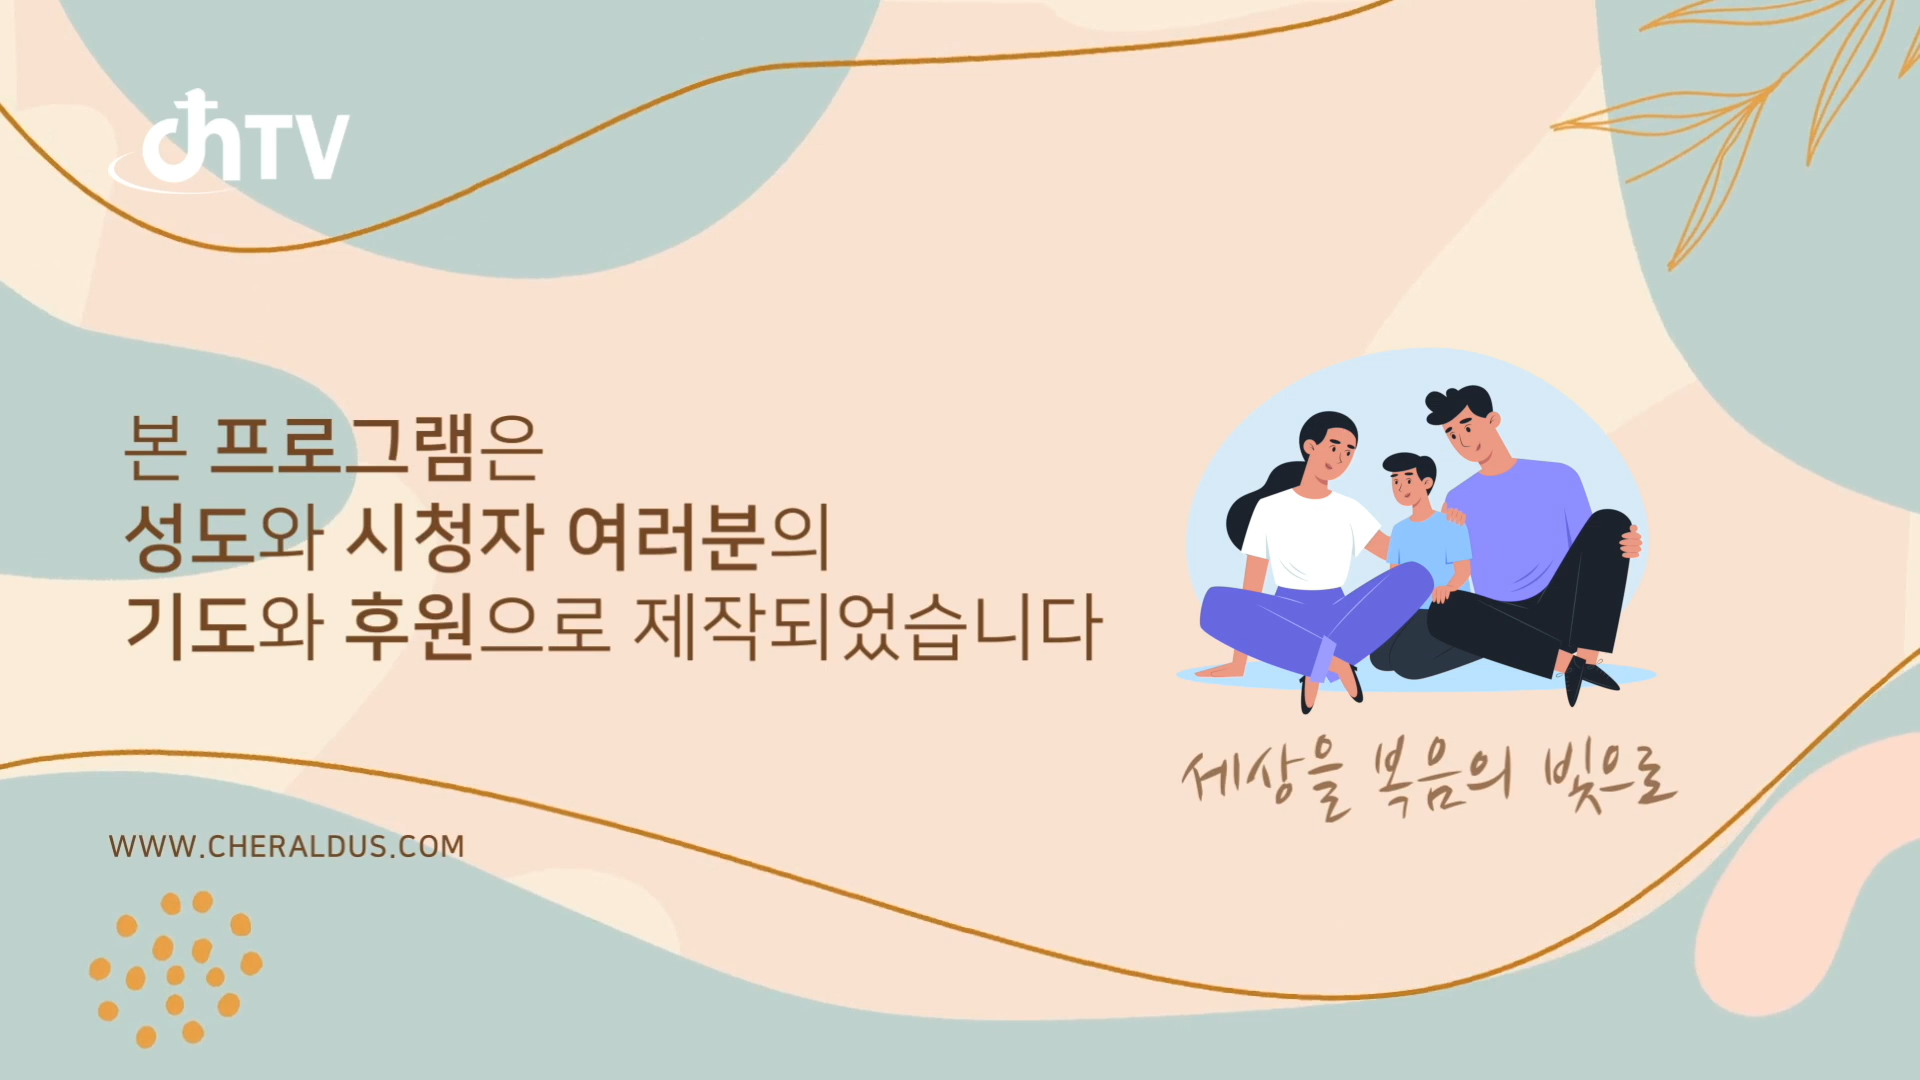 chTV
본 프로그램은
성도와 시청자 여러분의
기도와 후원으로 제작되었습니다
세상을 복음의 빛으로
WWW.CHERALDUS.COM